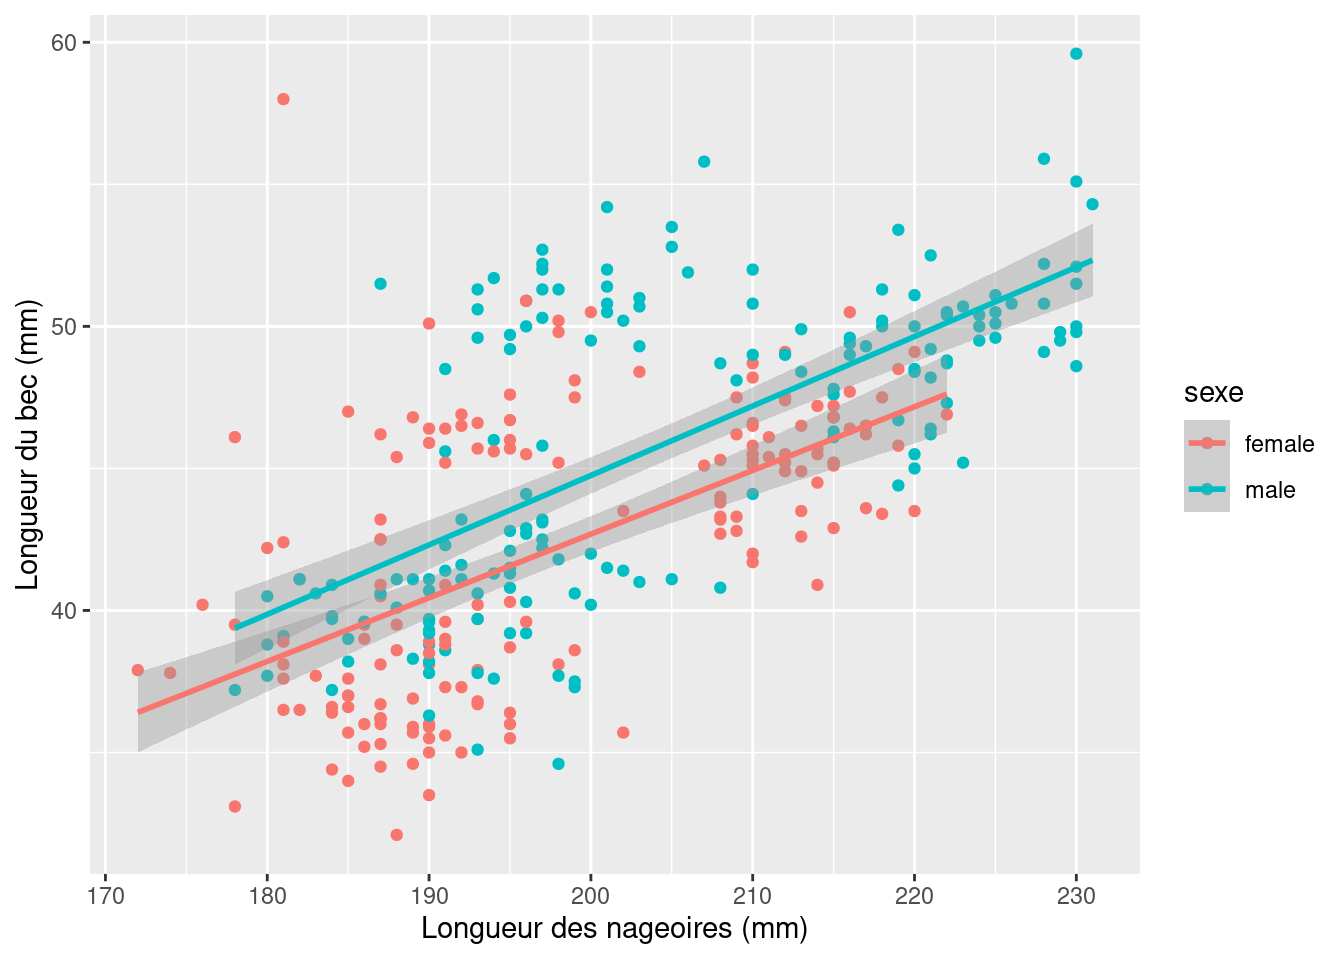 60
50
40
Longueur du bec (mm)
170 180 190 200 210 220 230
Longueur des nageoires (mm)
sexe
female
male